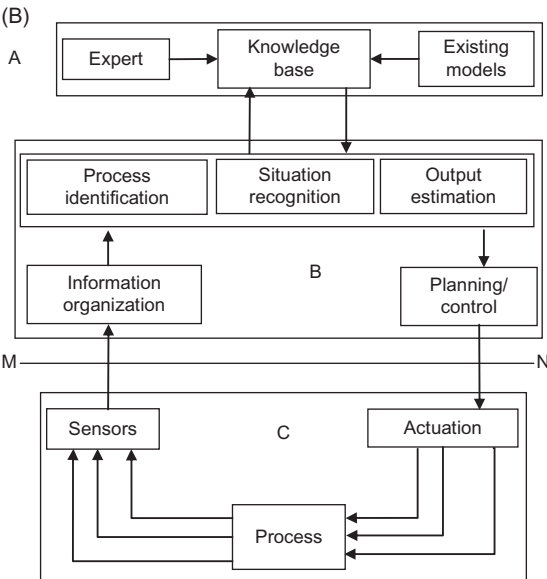 (B)
A
Expert
Knowledge
base
Existing
models
Process
identification
Situation
recognition
Output
estimation
B
Information
organization
Planning/
control
M
N
Sensors
C
Actuation
Process